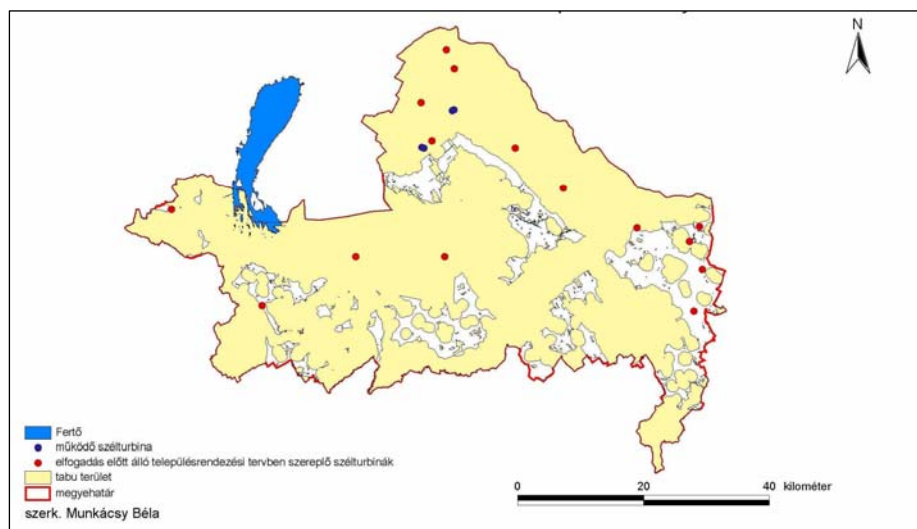 N
Fertő
működő szélturbina
elfogadás előtt álló településrendezési tervben szereplő szélturbinák
tabu terület
megyehatár
szerk. Munkácsy Béla
0 20 40 kilométer